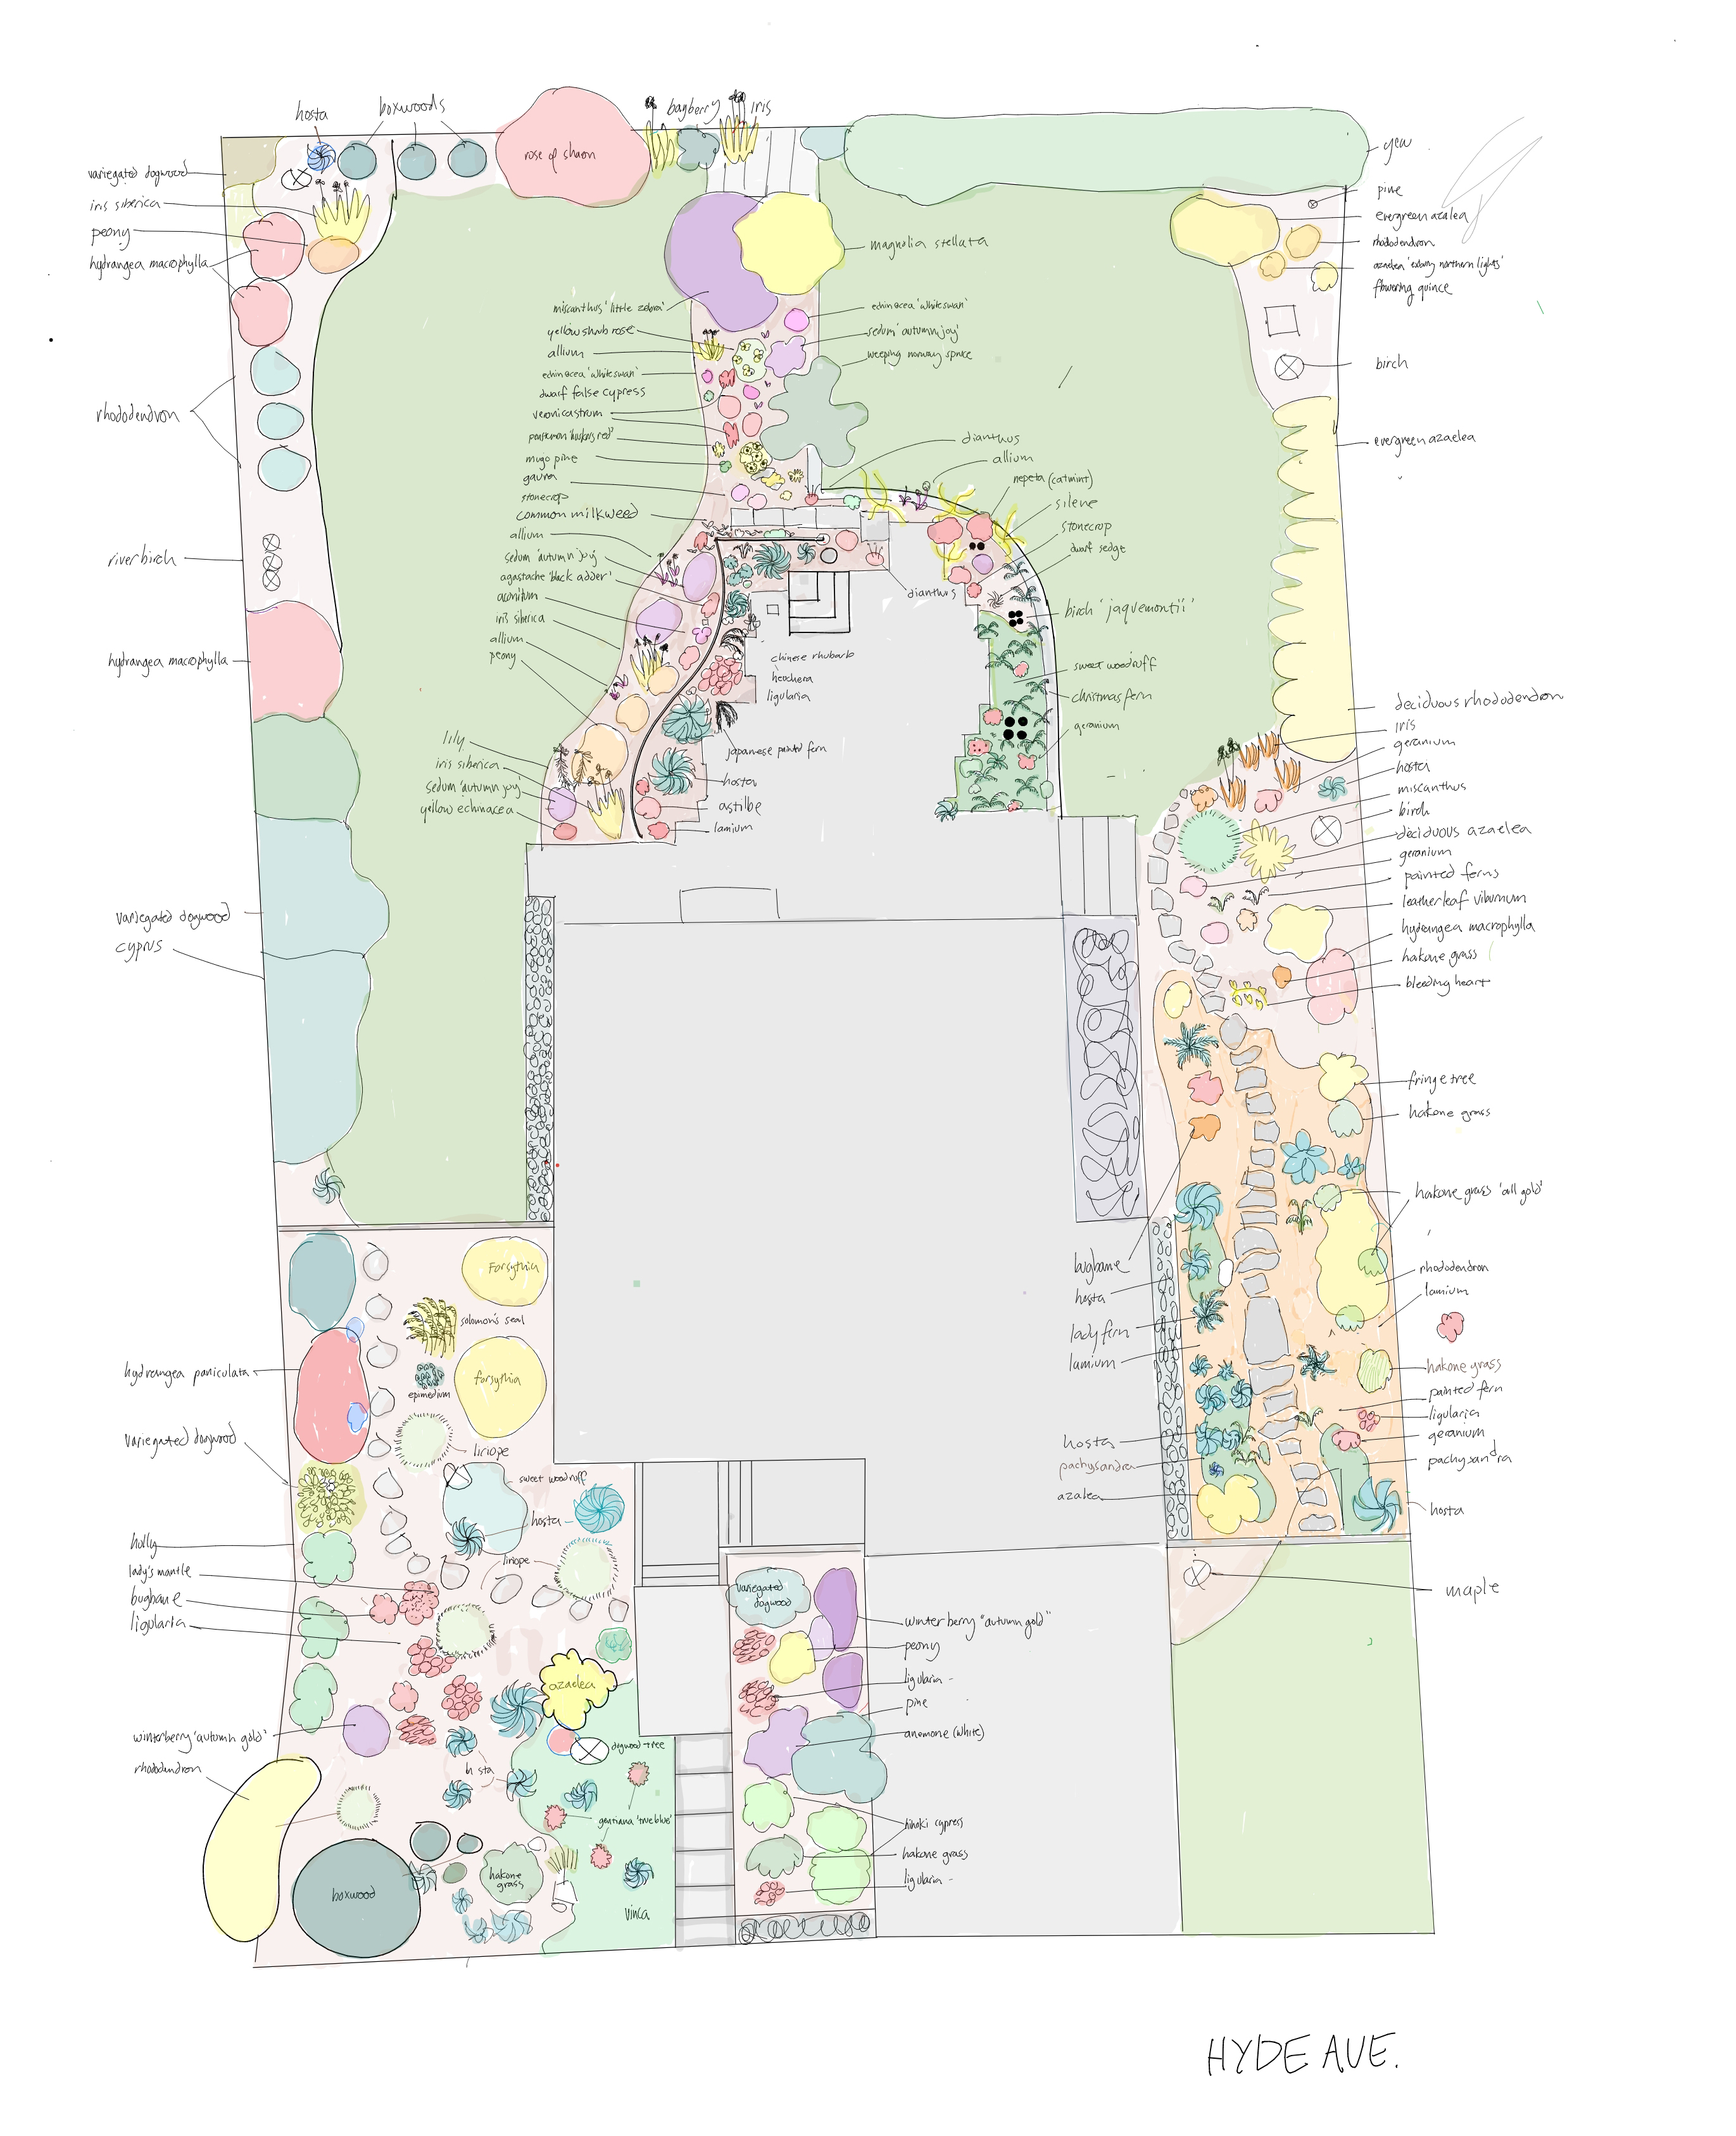 hosta
boxwoods
rose of sharon
bayberry
iris
variegated dogwood
iris siberica
peony
hydrangea macrophylla
rhododendron
riverbirch
hydrangea macrophylla
variegated dogwood
cyprus
yew
pine
evergreen azalea
rhododendron
azaelea 'exbury northern lights'
flowering quince
birch
evergreen azaelea
magnolia stellata
miscanthus 'little zebra'
yellow shrub rose
allium
echinacea 'white swan'
dwarf false cypress
veronicastrum
penstemon 'huskers red'
mugo pine
gaura
stonecrop
common milkweed
allium
sedum 'autumn joy'
agastache 'black adder'
aconitum
iris siberica
allium
peony
lily
iris siberica
sedum 'autumn joy'
yellow echinacea
echinacea 'white swan'
sedum 'autumn joy'
weeping norway spruce
dianthus
allium
nepeta (catmint)
silene
stonecrop
dwarf sedge
dianthus
birch 'jaquemontii'
sweet woodruff
christmas fern
geranium
chinese rhubarb
heuchera
ligularia
japanese painted fern
hosta
astilbe
lamium
deciduous rhododendron
iris
geranium
hosta
miscanthus
birch
deciduous azaelea
geranium
painted ferns
leatherleaf viburnum
hydrangea macrophylla
hakone grass
bleeding heart
fringe tree
hakone grass
hakone grass 'all gold'
rhododendron
lamium
hakone grass
painted fern
ligularia
geranium
pachysandra
hosta
maple
bugbane
hosta
lady fern
lamium
hosta
pachysandra
azalea
Forsythia
solomon's seal
forsythia
epimedium
hydrangea paniculata
variegated dogwood
liriope
sweet woodruff
hosta
liriope
holly
lady's mantle
bugbane
ligularia
azaelea
winterberry 'autumn gold'
rhododendron
dogwood tree
hosta
gentiana 'true blue'
boxwood
hakone
grass
vinca
variegated
dogwood
winterberry "autumn gold"
peony
ligularia -
pine
anemone (white)
hinoki cypress
hakone grass
ligularia -
HYDE AVE.